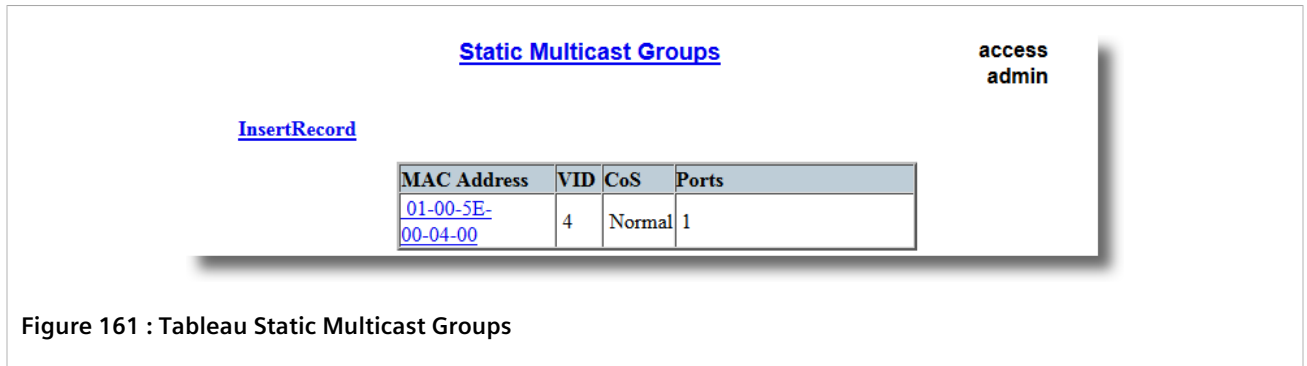 Static Multicast Groups
access
admin
InsertRecord
MAC Address VID CoS Ports
01-00-5E-
00-04-00 4 Normal 1
Figure 161 : Tableau Static Multicast Groups